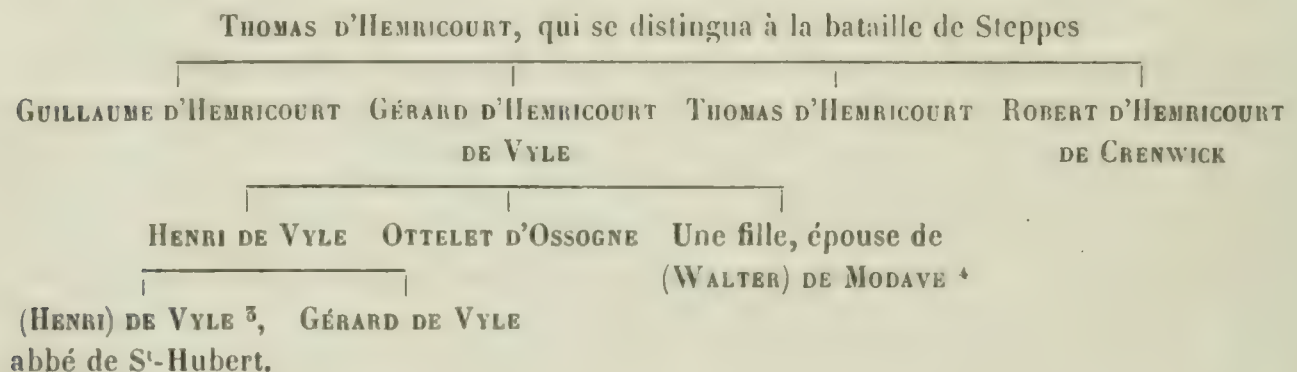 THOMAS D'HEMRICOURT, qui se distingua à la bataille de Steppes
GUILLAUME D'HEMRICOURT GÉRARD D'HEMRICOURT THOMAS D'HEMRICOURT ROBERT D'HEMRICOURT
DE VYLE DE CRENWICK
HENRI DE VYLE OTTELET D'OSSOGNE Une fille, épouse de
(WALTER) DE MODAVE ⁴
(HENRI) DE VYLE ³, GÉRARD DE VYLE
abbé de Sᵗ-Hubert.